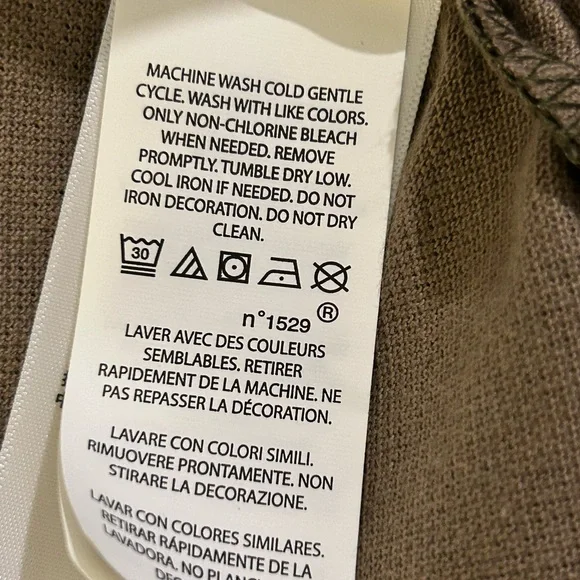 MACHINE WASH COLD GENTLE
CYCLE. WASH WITH LIKE COLORS.
ONLY NON-CHLORINE BLEACH
WHEN NEEDED. REMOVE
PROMPTLY. TUMBLE DRY LOW.
COOL IRON IF NEEDED. DO NOT
IRON DECORATION. DO NOT DRY
CLEAN.
30
n°1529 ®
LAVER AVEC DES COULEURS
SEMBLABLES. RETIRER
RAPIDEMENT DE LA MACHINE. NE
PAS REPASSER LA DÉCORATION.
LAVARE CON COLORI SIMILI.
RIMUOVERE PRONTAMENTE. NON
STIRARE LA DECORAZIONE.
LAVAR CON COLORES SIMILARES.
RETIRAR RÁPIDAMENTE DE LA
LAVADORA. NO